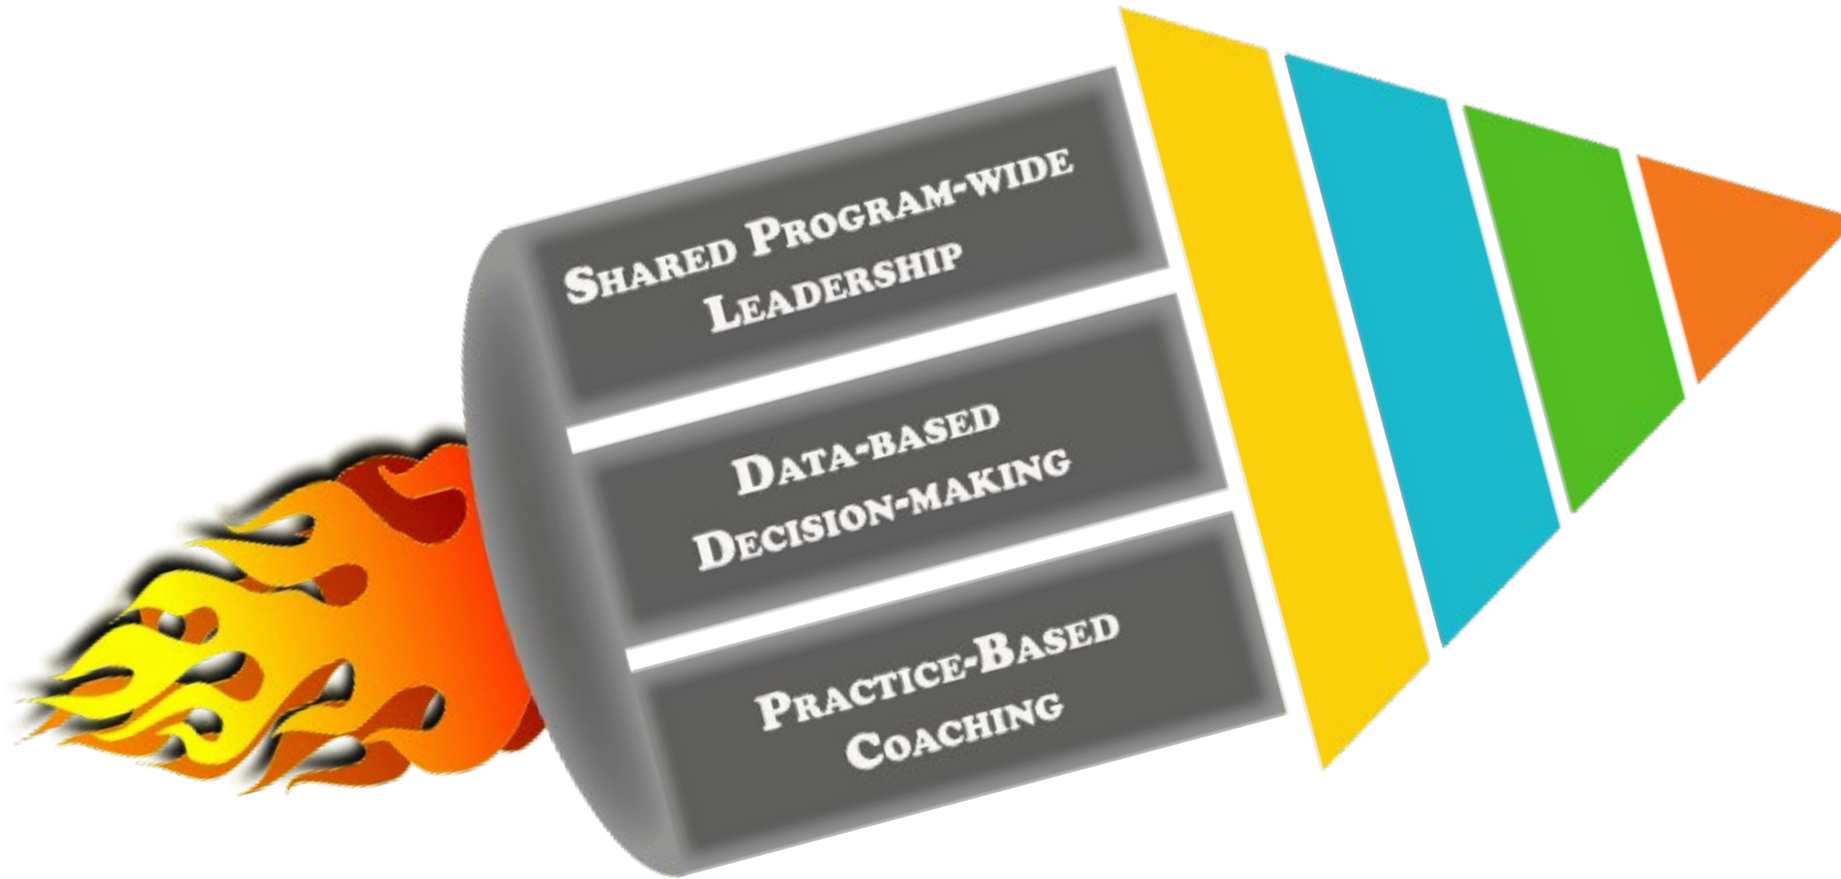 Shared Program-wide
Leadership
Data-based
Decision-making
Practice-Based
Coaching